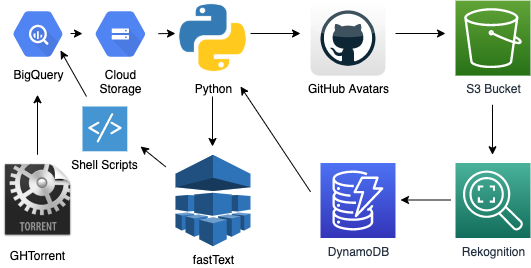 BigQuery
Cloud
Storage
Python
GitHub Avatars
S3 Bucket
Shell Scripts
TORRENT
GHTorrent
fastText
DynamoDB
Rekognition